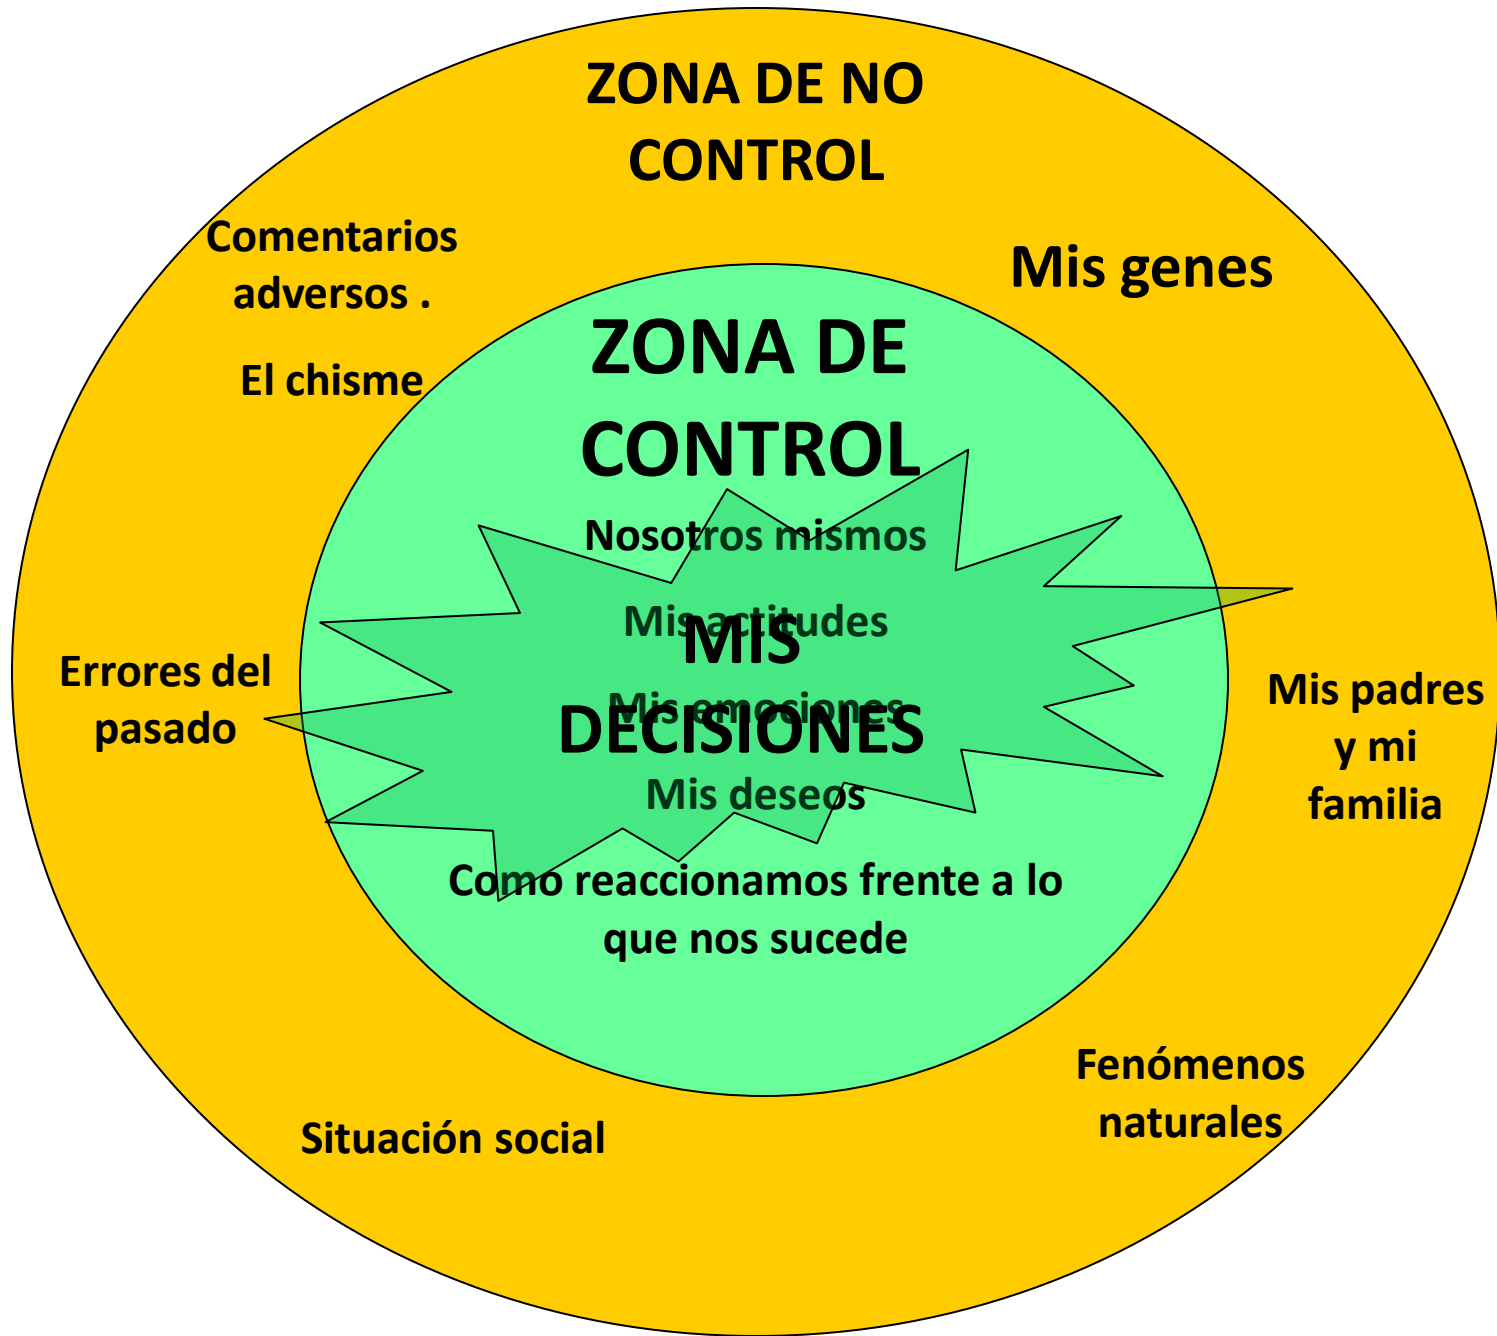 ZONA DE NO
CONTROL
Comentarios
adversos .
El chisme
Mis genes
ZONA DE
CONTROL
Nosotros mismos
Mis actitudes
Mis emociones
Mis deseos
Como reaccionamos frente a lo
que nos sucede
MIS
DECISIONES
Errores del
pasado
Mis padres
y mi
familia
Fenómenos
naturales
Situación social